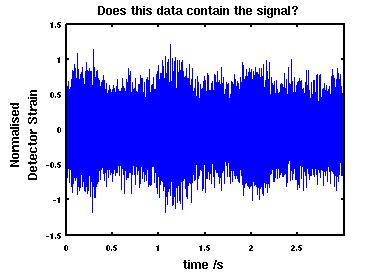 Does this data contain the signal?
1.5
1
0.5
0
-0.5
-1
-1.5
Normalised
Detector Strain
0 0.5 1 1.5 2 2.5
time /s